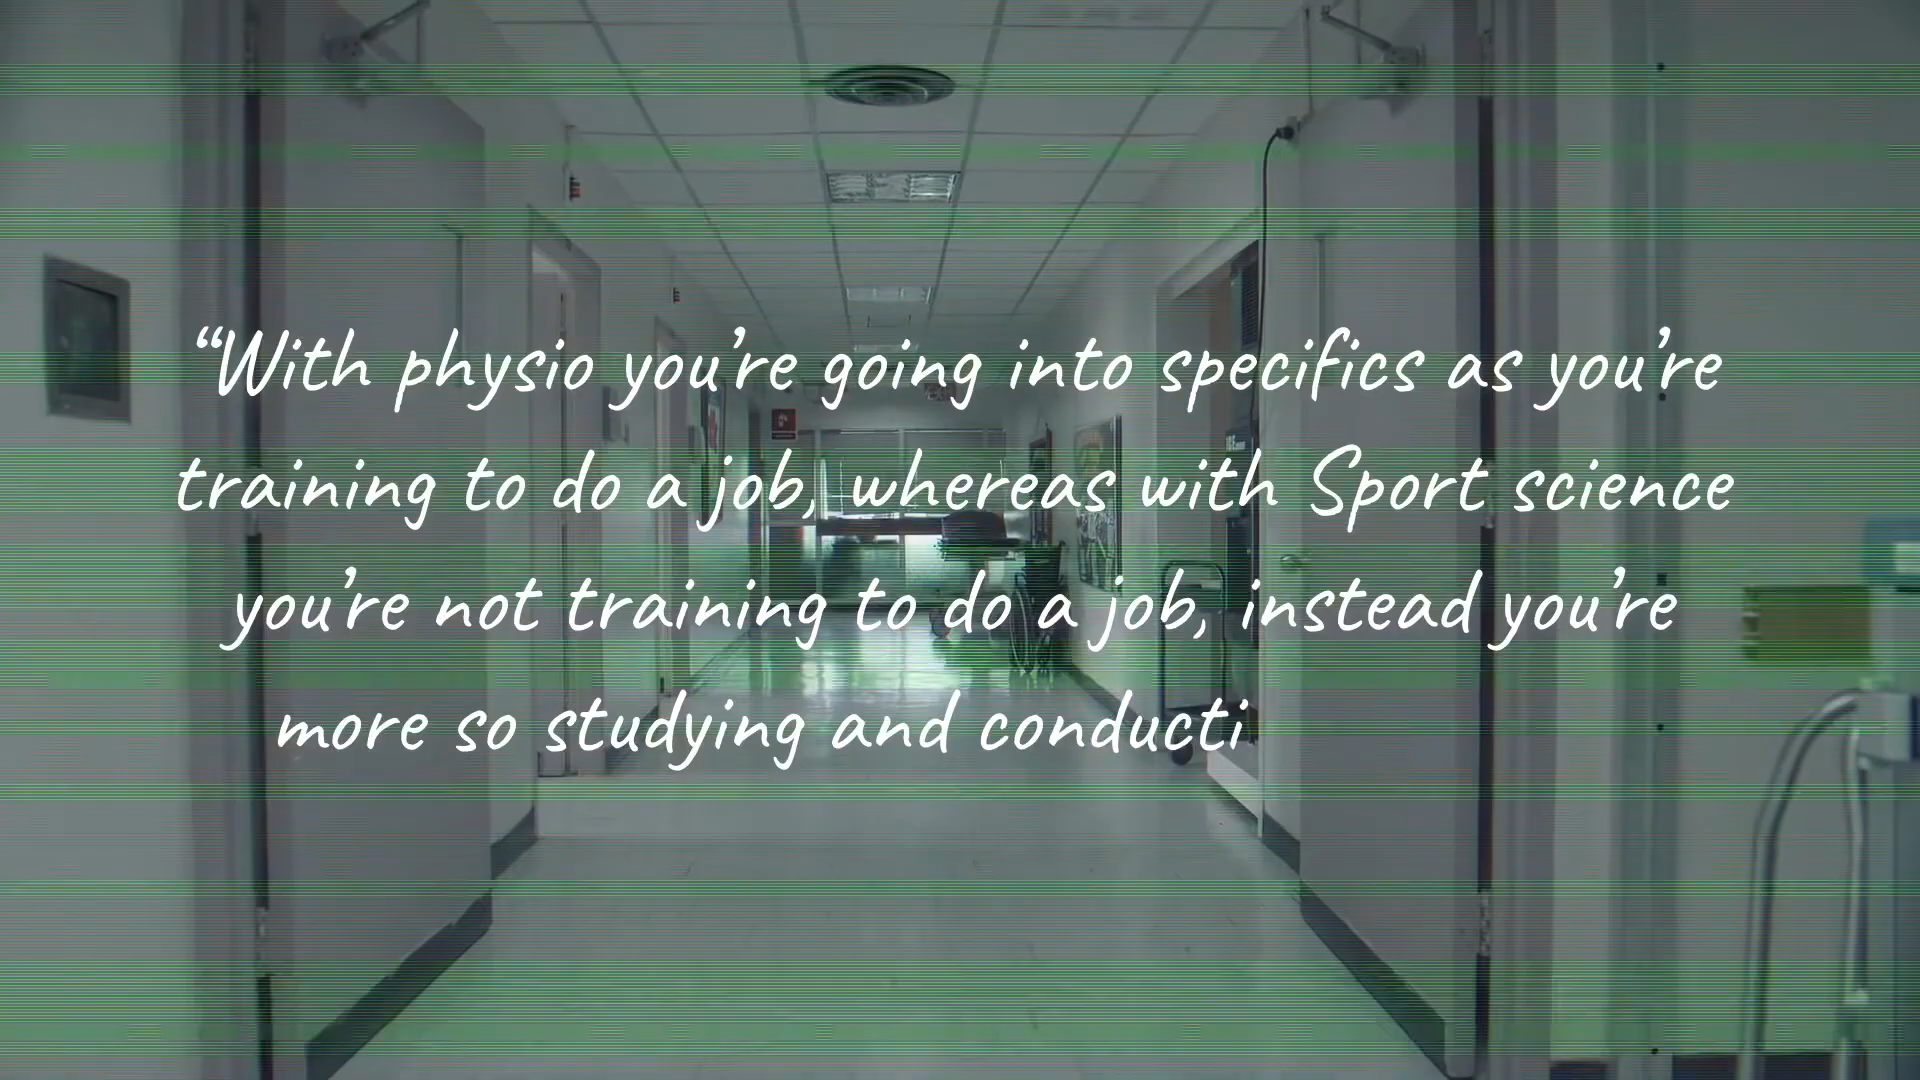 “With physio you’re going into specifics as you’re
training to do a job, whereas with Sport science
you’re not training to do a job, instead you’re
more so studying and conducti